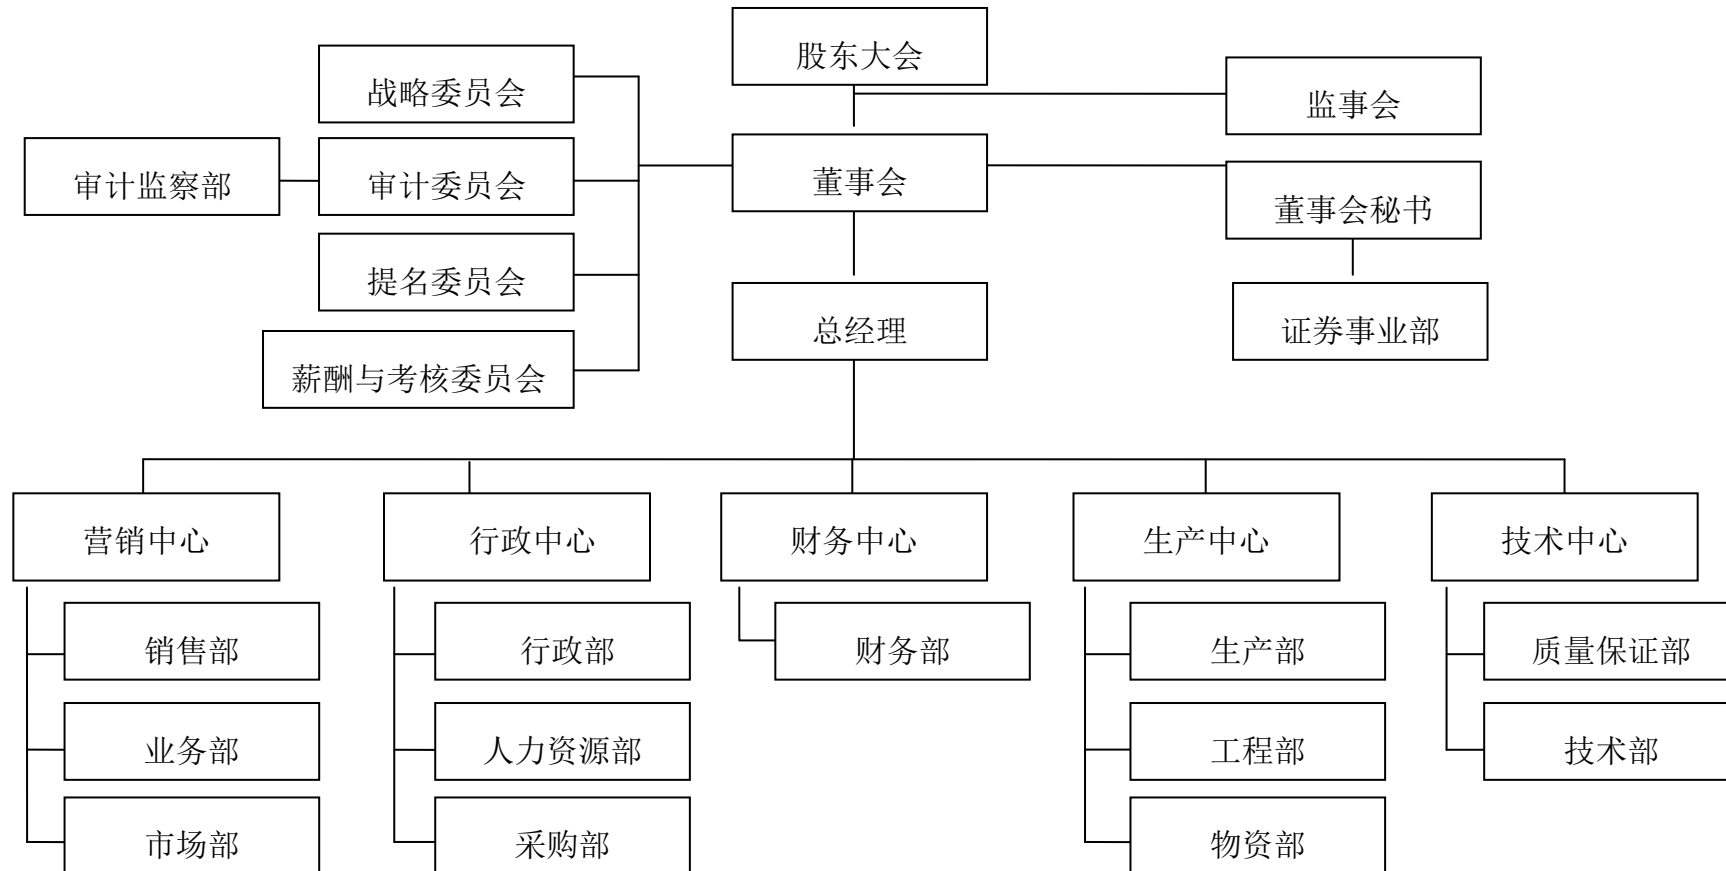 股东大会
战略委员会
监事会
审计监察部
审计委员会
董事会
董事会秘书
提名委员会
总经理
证券事业部
薪酬与考核委员会
营销中心
行政中心
财务中心
生产中心
技术中心
销售部
行政部
财务部
生产部
质量保证部
业务部
人力资源部
工程部
技术部
市场部
采购部
物资部